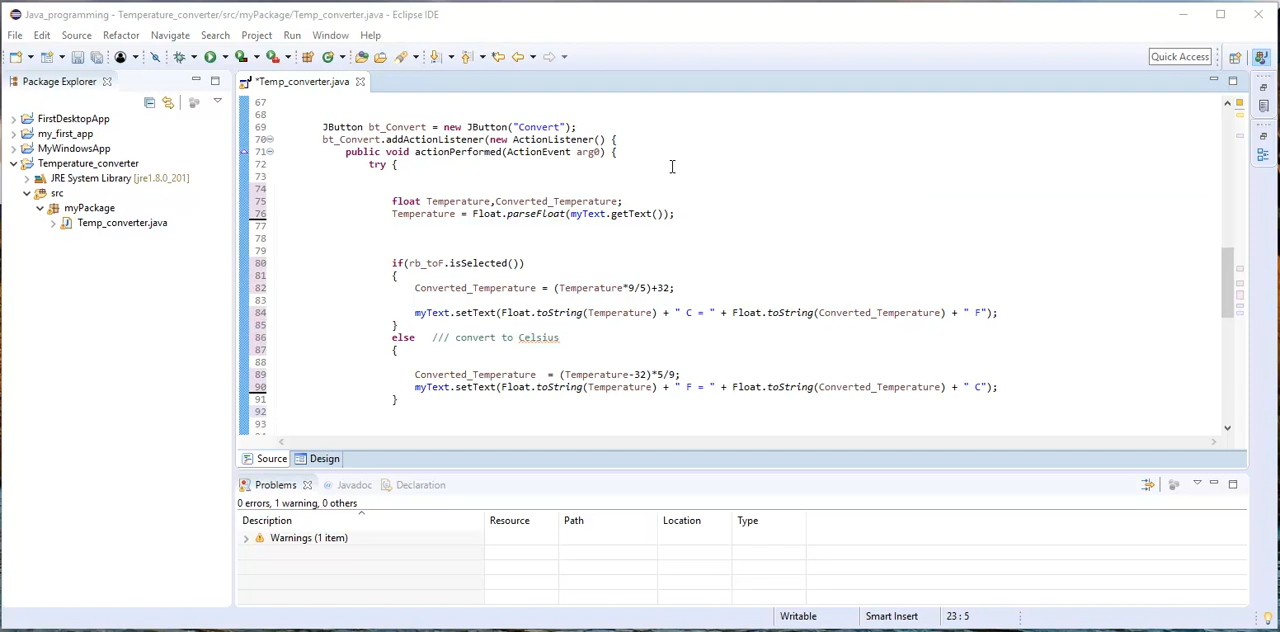 Java_programming - Temperature_converter/src/myPackage/Temp_converter.java - Eclipse IDE
File Edit Source Refactor Navigate Search Project Run Window Help
Quick Access
Package Explorer
*Temp_converter.java
FirstDesktopApp
my_first_app
MyWindowsApp
Temperature_converter
JRE System Library [jre1.8.0_201]
src
myPackage
Temp_converter.java
67
68
69 JButton bt_Convert = new JButton("Convert");
70 bt_Convert.addActionListener(new ActionListener() {
71 public void actionPerformed(ActionEvent arg0) {
72 try {
73
74
75 float Temperature,Converted_Temperature;
76 Temperature = Float.parseFloat(myText.getText());
77
78
79
80 if(rb_toF.isSelected())
81 {
82 Converted_Temperature = (Temperature*9/5)+32;
83
84 myText.setText(Float.toString(Temperature) + " C = " + Float.toString(Converted_Temperature) + " F");
85 }
86 else /// convert to Celsius
87 {
88
89 Converted_Temperature = (Temperature-32)*5/9;
90 myText.setText(Float.toString(Temperature) + " F = " + Float.toString(Converted_Temperature) + " C");
91 }
92
93
Source Design
Problems Javadoc Declaration
0 errors, 1 warning, 0 others
Description Resource Path Location Type
Warnings (1 item)
Writable Smart Insert 23 : 5